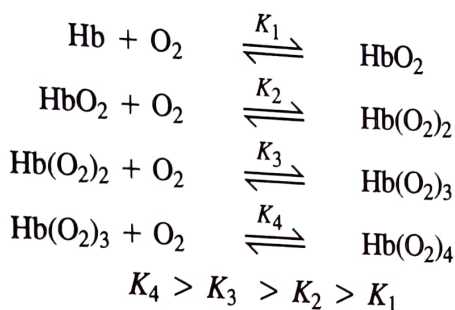 Hb + O₂ ⇌ (K₁) HbO₂
HbO₂ + O₂ ⇌ (K₂) Hb(O₂)₂
Hb(O₂)₂ + O₂ ⇌ (K₃) Hb(O₂)₃
Hb(O₂)₃ + O₂ ⇌ (K₄) Hb(O₂)₄
K₄ > K₃ > K₂ > K₁